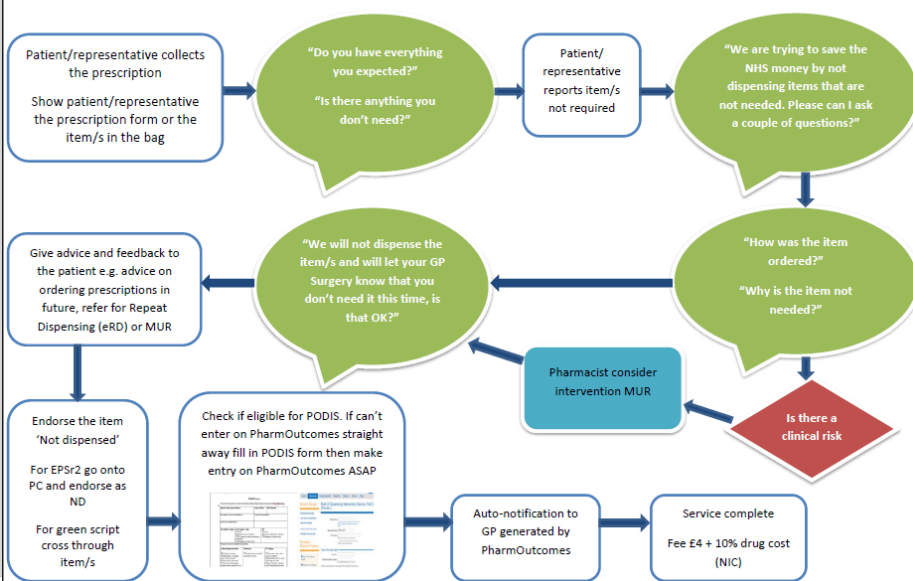 Patient/representative collects
the prescription
Show patient/representative
the prescription form or the
item/s in the bag
“Do you have everything
you expected?”
“Is there anything you
don’t need?”
Patient/
representative
reports item/s
not required
“We are trying to save the
NHS money by not
dispensing items that are
not needed. Please can I ask
a couple of questions?”
“How was the item
ordered?”
“Why is the item not
needed?”
Is there a
clinical risk
Pharmacist consider
intervention MUR
“We will not dispense the
item/s and will let your GP
Surgery know that you
don’t need it this time, is
that OK?”
Give advice and feedback to
the patient e.g. advice on
ordering prescriptions in
future, refer for Repeat
Dispensing (eRD) or MUR
Endorse the item
‘Not dispensed’
For EPSr2 go onto
PC and endorse as
ND
For green script
cross through
item/s
Check if eligible for PODIS. If can’t
enter on PharmOutcomes straight
away fill in PODIS form then make
entry on PharmOutcomes ASAP
Auto-notification to
GP generated by
PharmOutcomes
Service complete
Fee £4 + 10% drug cost
(NIC)